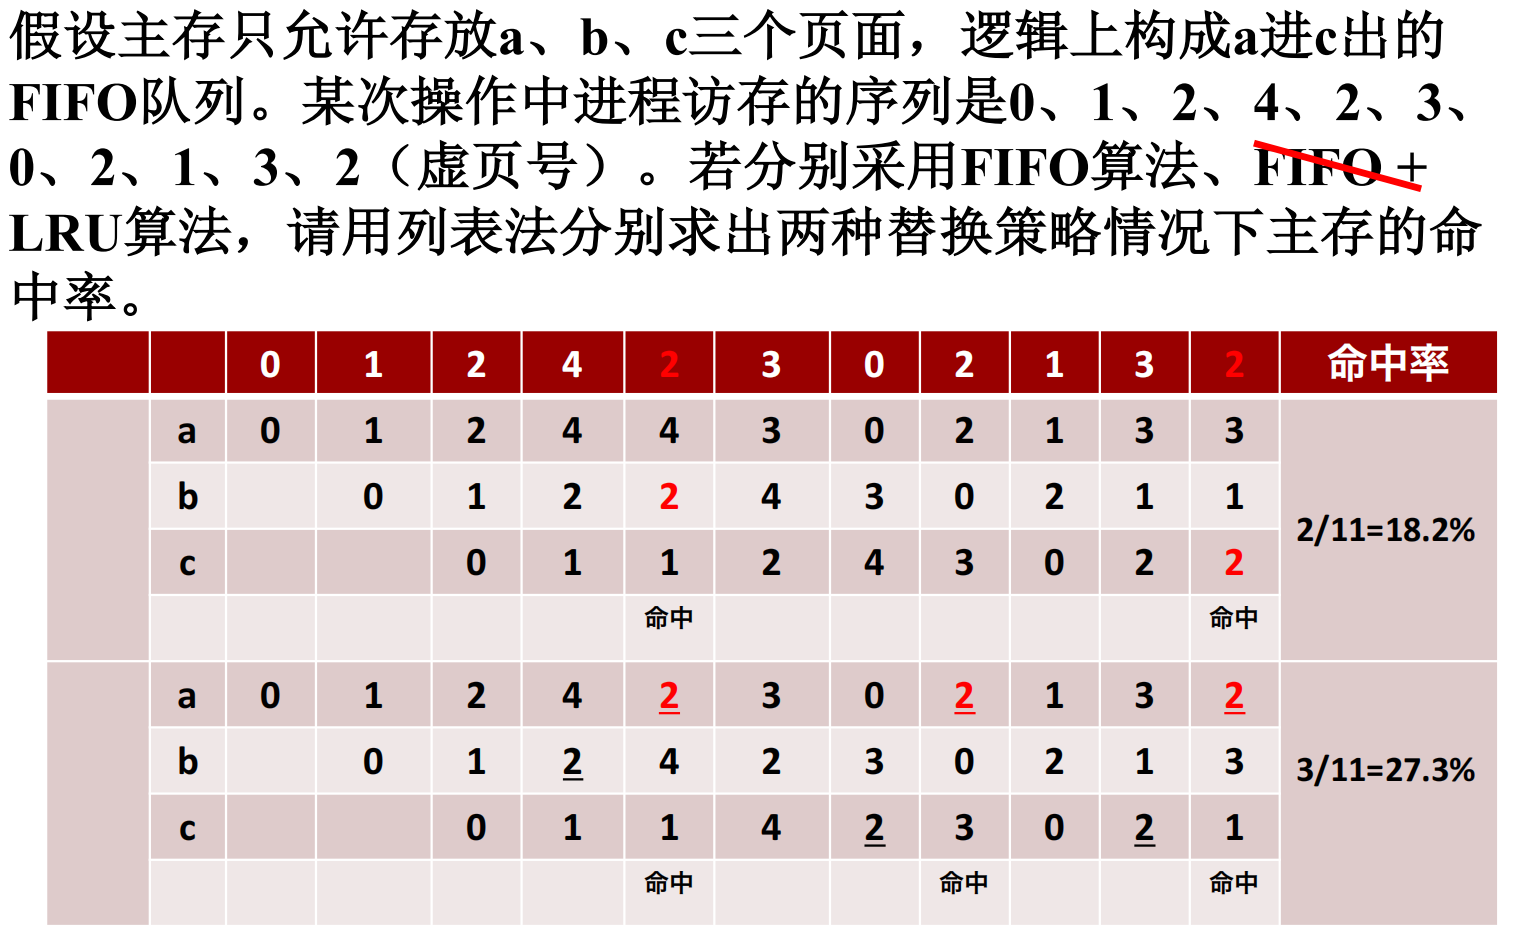 假设主存只允许存放a、b、c三个页面，逻辑上构成a进c出的
FIFO队列。某次操作中进程访存的序列是0、1、2、4、2、3、
0、2、1、3、2（虚页号）。若分别采用FIFO算法、FIFO +
LRU算法，请用列表法分别求出两种替换策略情况下主存的命
中率。
0 1 2 4 2 3 0 2 1 3 2 命中率
a 0 1 2 4 4 3 0 2 1 3 3
b 0 1 2 2 4 3 0 2 1 1
2/11=18.2%
c 0 1 1 2 4 3 0 2 2
命中 命中
a 0 1 2 4 2 3 0 2 1 3 2
b 0 1 2 4 2 3 0 2 1 3
3/11=27.3%
c 0 1 1 4 2 3 0 2 1
命中 命中 命中